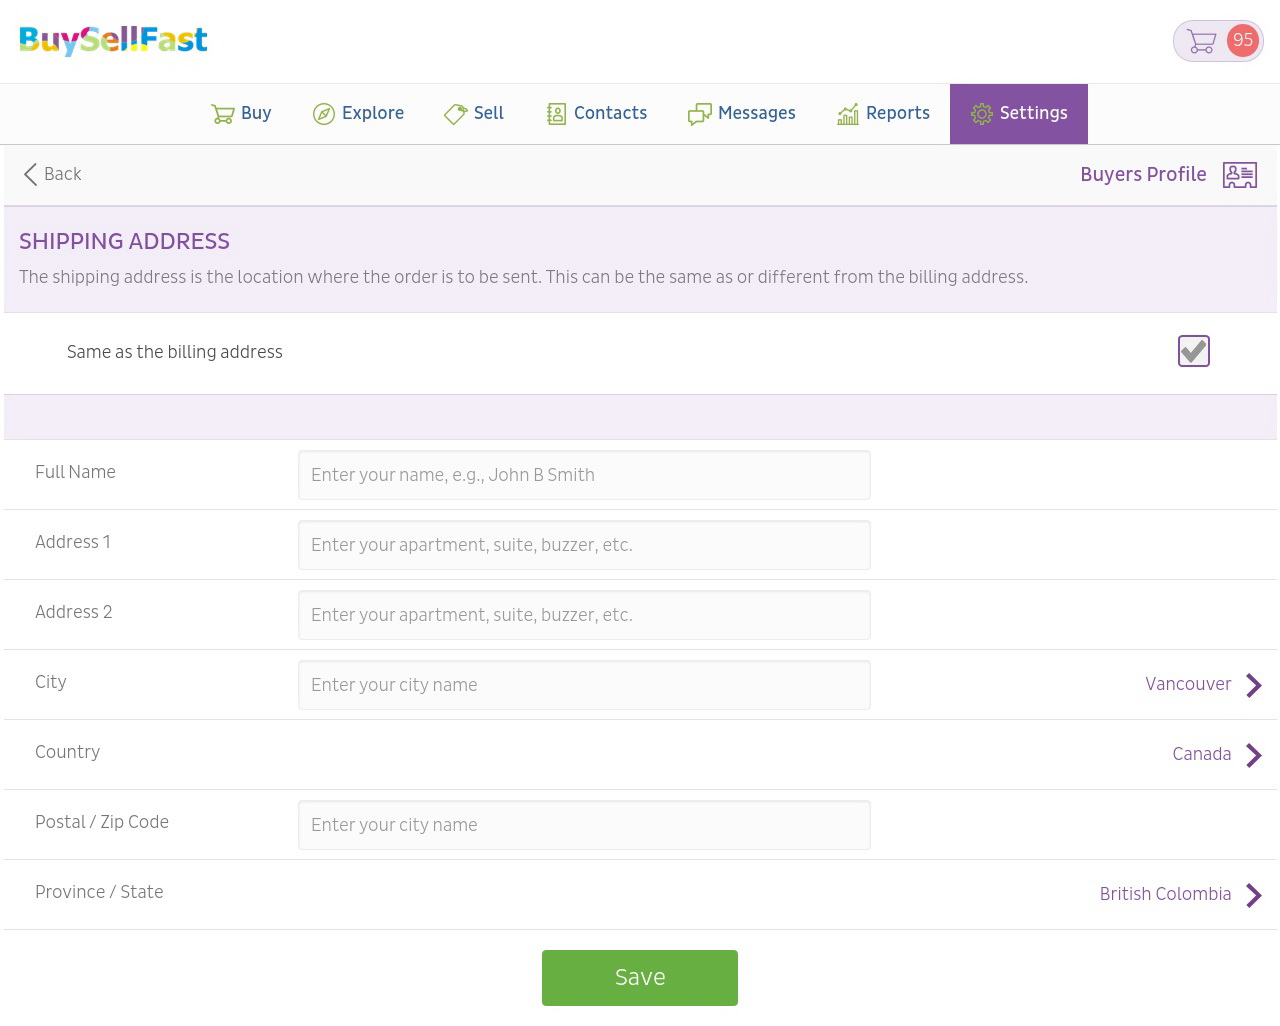 BuySellFast
95
Buy Explore Sell Contacts Messages Reports Settings
Back Buyers Profile
SHIPPING ADDRESS
The shipping address is the location where the order is to be sent. This can be the same as or different from the billing address.
Same as the billing address
Full Name Enter your name, e.g., John B Smith
Address 1 Enter your apartment, suite, buzzer, etc.
Address 2 Enter your apartment, suite, buzzer, etc.
City Enter your city name Vancouver
Country Canada
Postal / Zip Code Enter your city name
Province / State British Colombia
Save